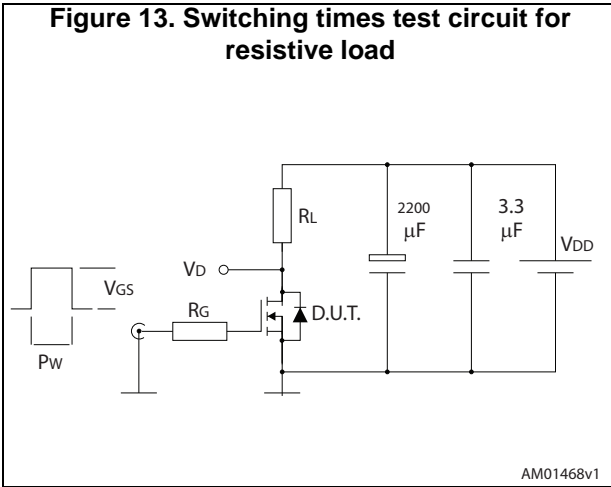 Figure 13. Switching times test circuit for
resistive load
RL
2200
μF
3.3
μF
VDD
VD
VGS
RG
D.U.T.
PW
AM01468v1